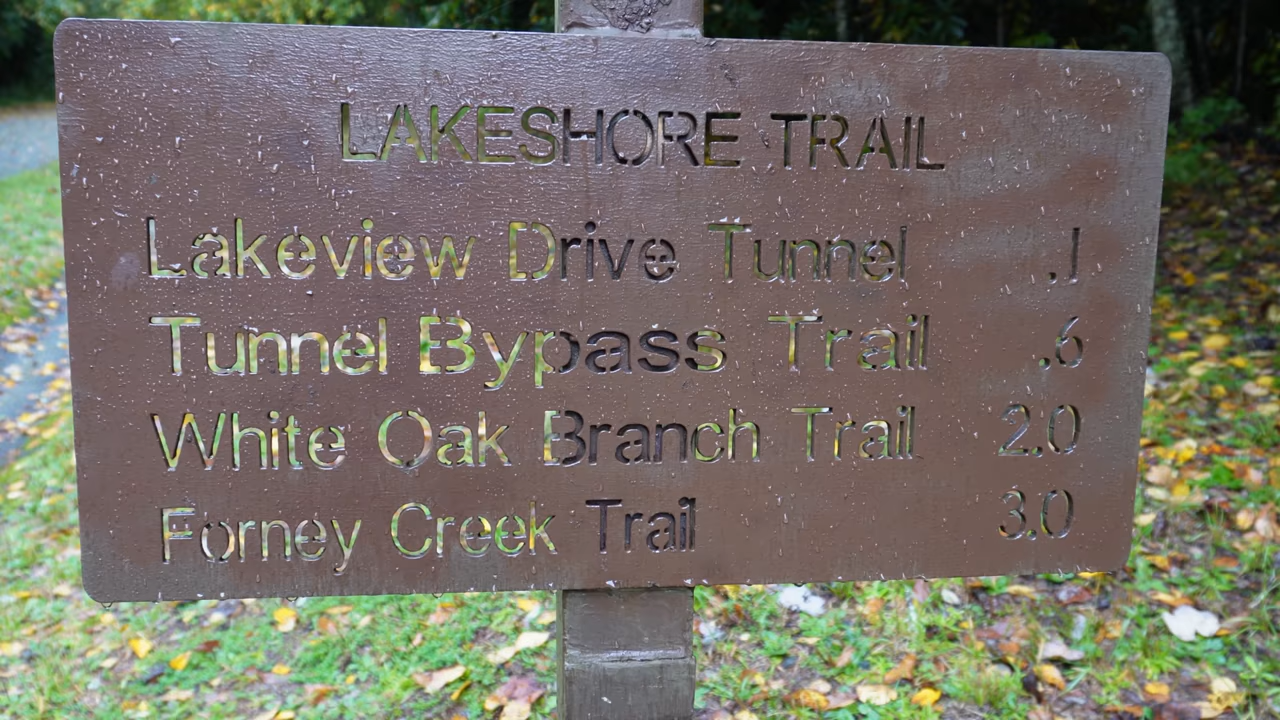 LAKESHORE TRAIL
Lakeview Drive Tunnel .1
Tunnel Bypass Trail .6
White Oak Branch Trail 2.0
Forney Creek Trail 3.0